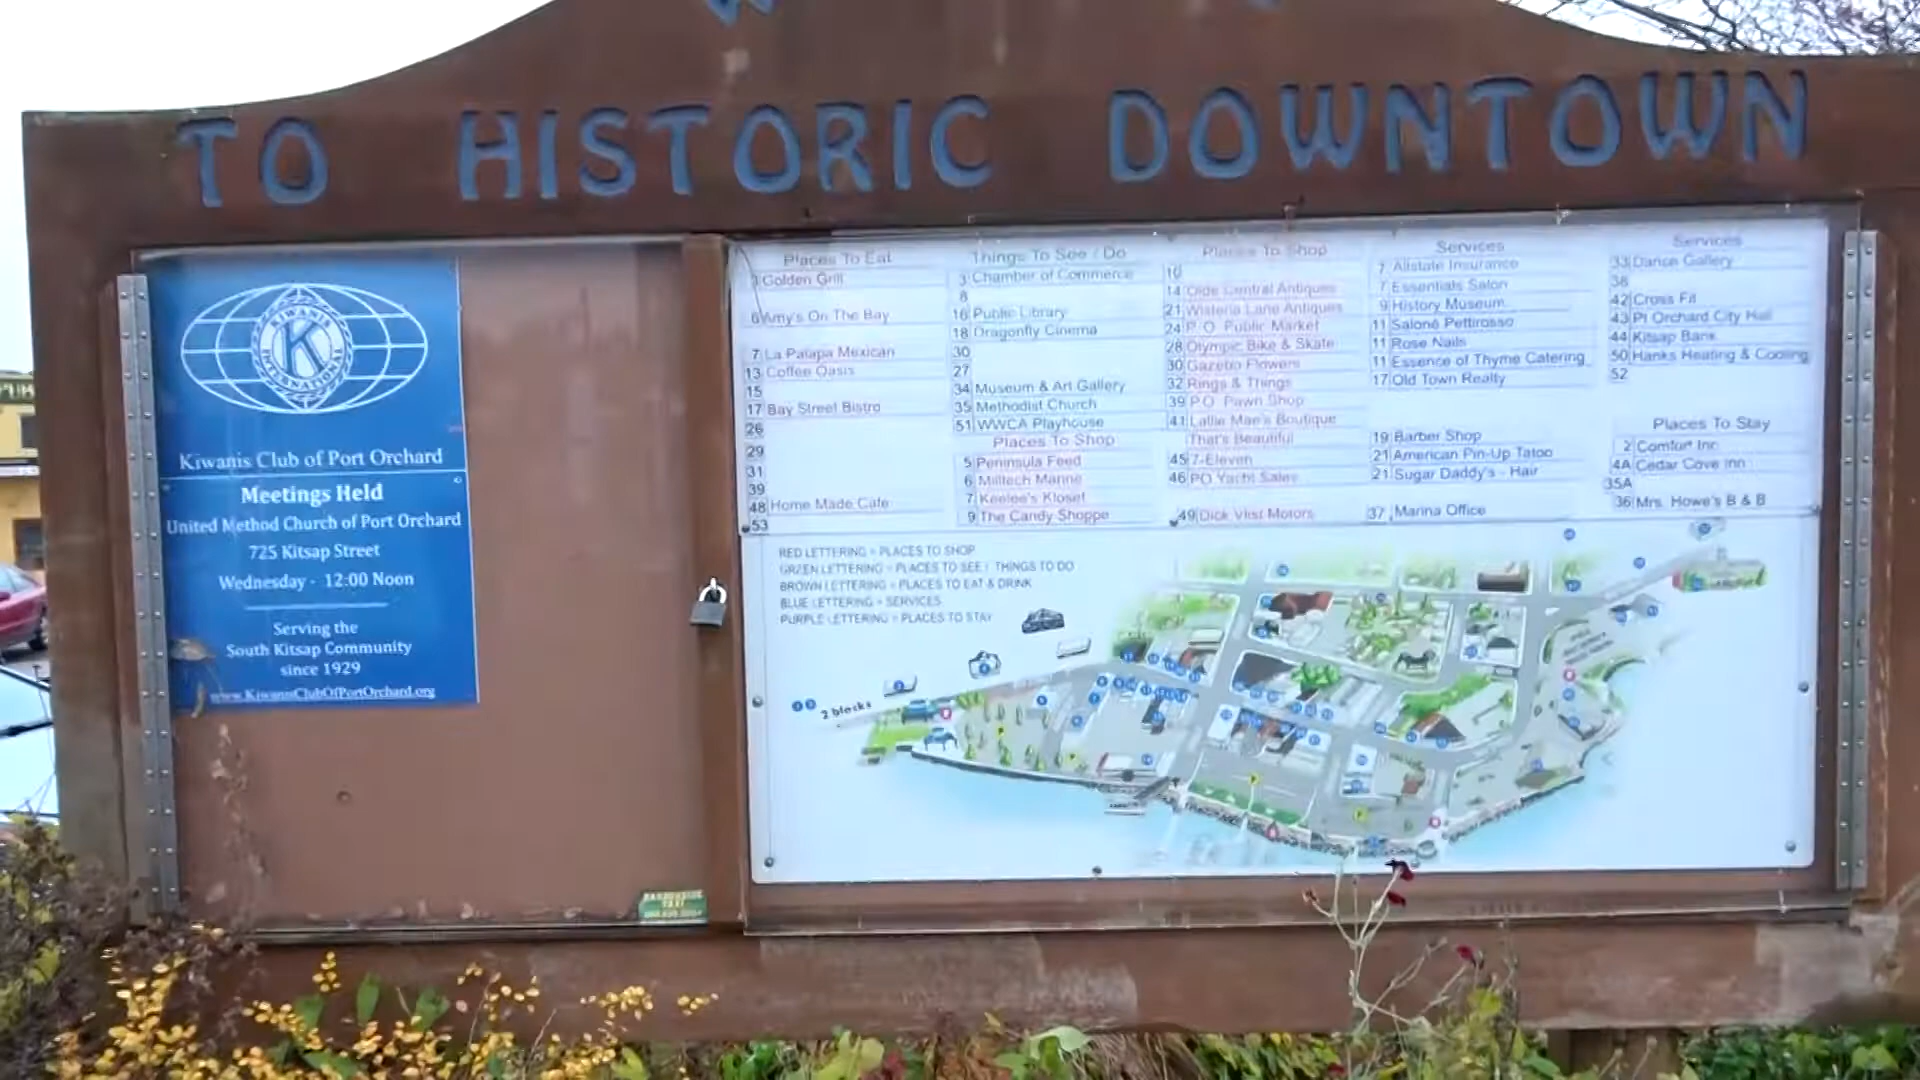 TO HISTORIC DOWNTOWN
KIWANIS
INTERNATIONAL
K
Kiwanis Club of Port Orchard
Meetings Held
United Method Church of Port Orchard
725 Kitsap Street
Wednesday - 12:00 Noon
Serving the
South Kitsap Community
since 1929
www.KiwanisClubOfPortOrchard.org
Places To Eat
1 Golden Grill
6 Amy's On The Bay
7 La Palapa Mexican
13 Coffee Oasis
15
17 Bay Street Bistro
26
29
31
39
48 Home Made Cafe
53
Things To See / Do
3 Chamber of Commerce
8
16 Public Library
18 Dragonfly Cinema
30
27
34 Museum & Art Gallery
35 Methodist Church
51 WWCA Playhouse
Places To Shop
5 Peninsula Feed
6 Milltech Marine
7 Keelee's Kloset
9 The Candy Shoppe
Places To Shop
10
14 Olde Central Antiques
21 Wisteria Lane Antiques
24 P.O. Public Market
28 Olympic Bike & Skate
30 Gazebo Flowers
32 Rings & Things
39 P.O. Pawn Shop
41 Lallie Mae's Boutique
That's Beautiful
45 7-Eleven
46 PO Yacht Sales
49 Dick Vlist Motors
Services
7 Allstate Insurance
7 Essentials Salon
9 History Museum
11 Salone Pettirosso
11 Rose Nails
11 Essence of Thyme Catering
17 Old Town Realty
19 Barber Shop
21 American Pin-Up Tatoo
21 Sugar Daddy's - Hair
37 Marina Office
Services
33 Dance Gallery
38
42 Cross Fit
43 Pt Orchard City Hall
44 Kitsap Bank
50 Hanks Heating & Cooling
52
Places To Stay
2 Comfort Inn
4A Cedar Cove Inn
35A
36 Mrs. Howe's B & B
RED LETTERING = PLACES TO SHOP
GREEN LETTERING = PLACES TO SEE / THINGS TO DO
BROWN LETTERING = PLACES TO EAT & DRINK
BLUE LETTERING = SERVICES
PURPLE LETTERING = PLACES TO STAY
2 blocks